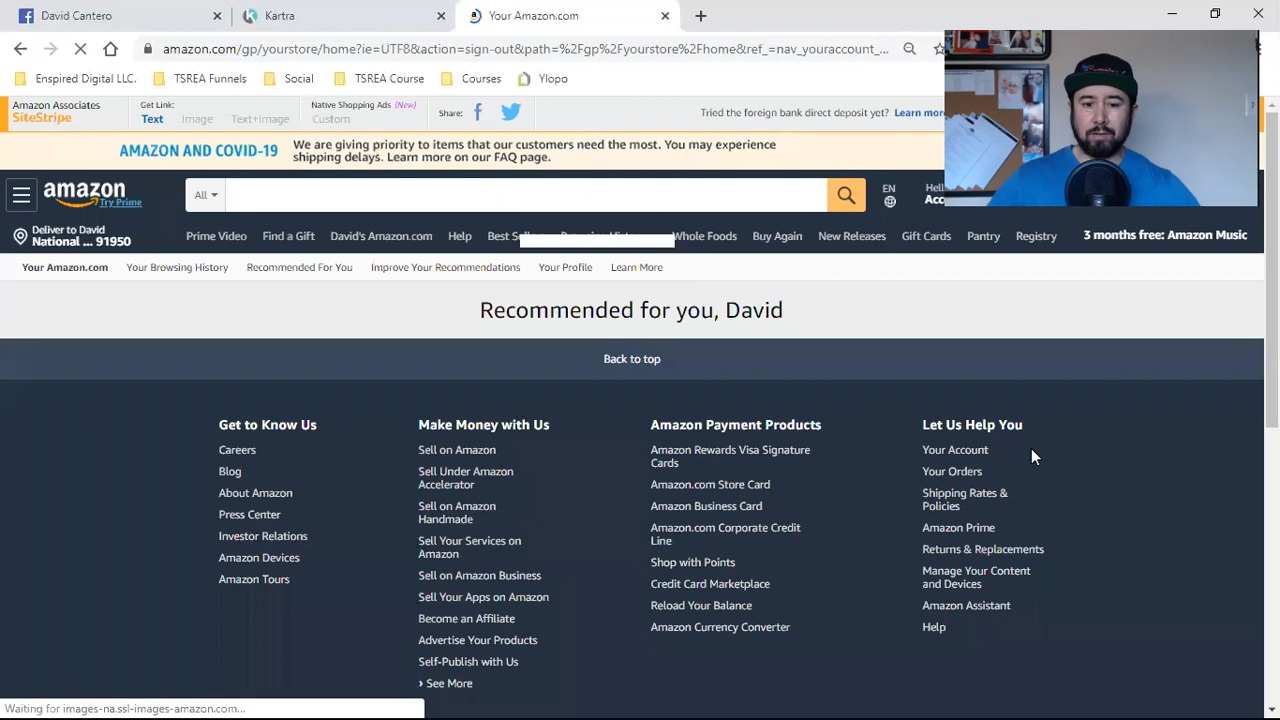 David Cantero
Kartra
Your Amazon.com
amazon.com/gp/yourstore/home?ie=UTF8&action=sign-out&path=%2Fgp%2Fyourstore%2Fhome&ref_=nav_youraccount_...
Enspired Digital LLC.
TSREA Funnels
Social
TSREA Course
Courses
Ylopo
Amazon Associates
SiteStripe
Get Link:
Text
Image
Text+Image
Native Shopping Ads (New)
Custom
Share:
Tried the foreign bank direct deposit yet? Learn mor
AMAZON AND COVID-19
We are giving priority to items that our customers need the most. You may experience
shipping delays. Learn more on our FAQ page.
amazon
Try Prime
All
EN
Deliver to David
National ... 91950
Prime Video
Find a Gift
David's Amazon.com
Help
Best
Whole Foods
Buy Again
New Releases
Gift Cards
Pantry
Registry
3 months free: Amazon Music
Your Amazon.com
Your Browsing History
Recommended For You
Improve Your Recommendations
Your Profile
Learn More
Recommended for you, David
Back to top
Get to Know Us
Careers
Blog
About Amazon
Press Center
Investor Relations
Amazon Devices
Amazon Tours
Make Money with Us
Sell on Amazon
Sell Under Amazon
Accelerator
Sell on Amazon
Handmade
Sell Your Services on
Amazon
Sell on Amazon Business
Sell Your Apps on Amazon
Become an Affiliate
Advertise Your Products
Self-Publish with Us
› See More
Amazon Payment Products
Amazon Rewards Visa Signature
Cards
Amazon.com Store Card
Amazon Business Card
Amazon.com Corporate Credit
Line
Shop with Points
Credit Card Marketplace
Reload Your Balance
Amazon Currency Converter
Let Us Help You
Your Account
Your Orders
Shipping Rates &
Policies
Amazon Prime
Returns & Replacements
Manage Your Content
and Devices
Amazon Assistant
Help
Waiting for images-na.ssl-images-amazon.com...